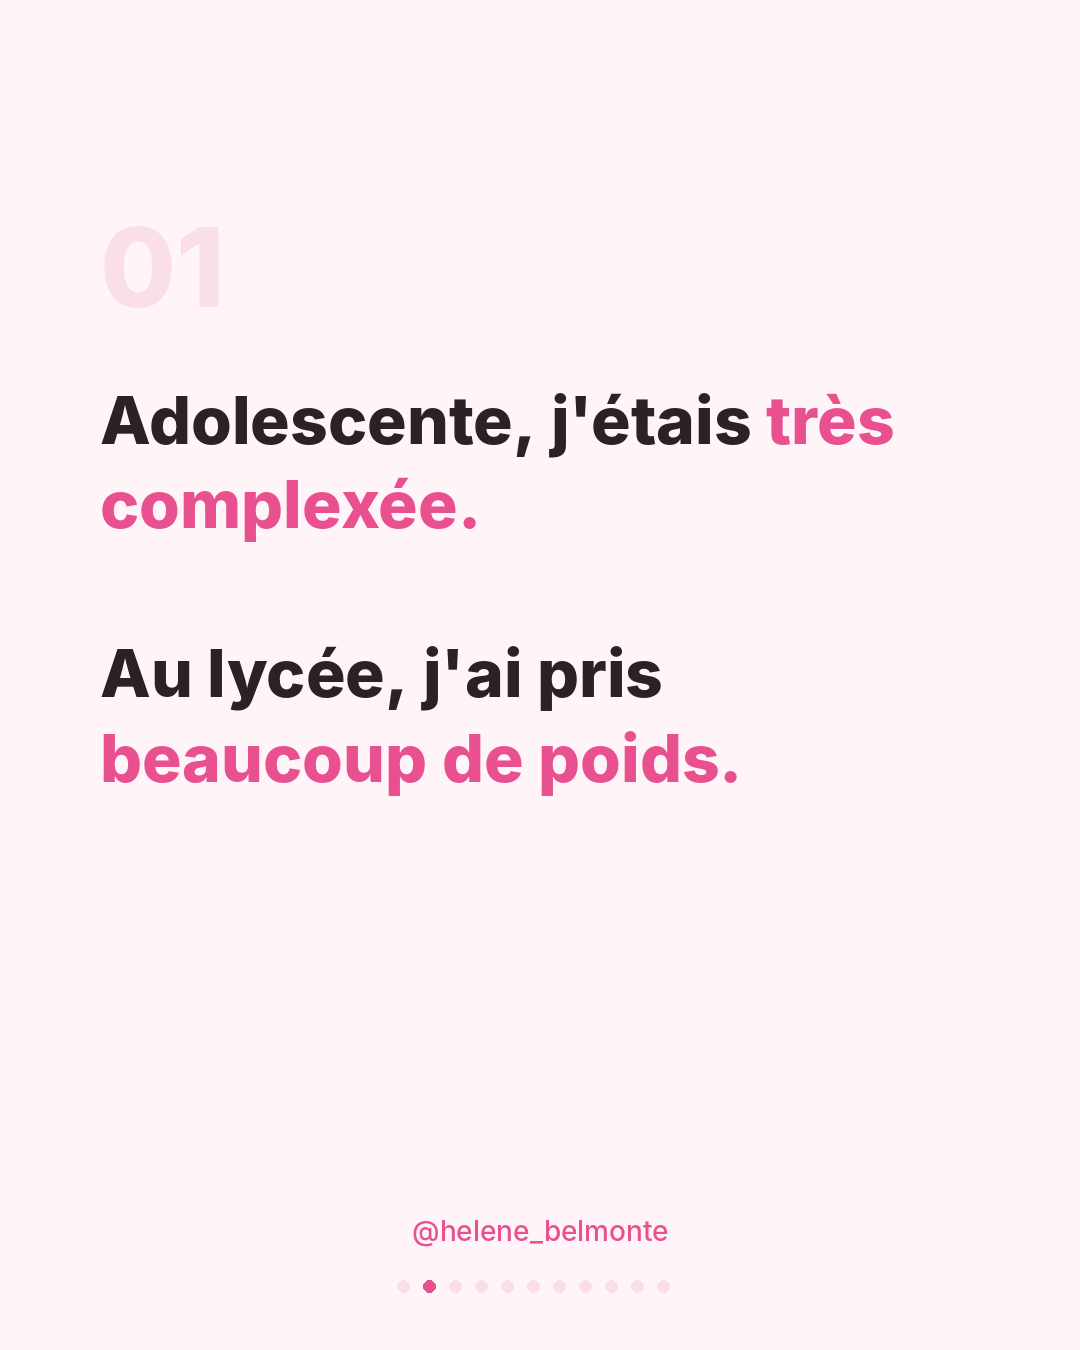 01
Adolescente, j'étais très
complexée.
Au lycée, j'ai pris
beaucoup de poids.
@helene_belmonte